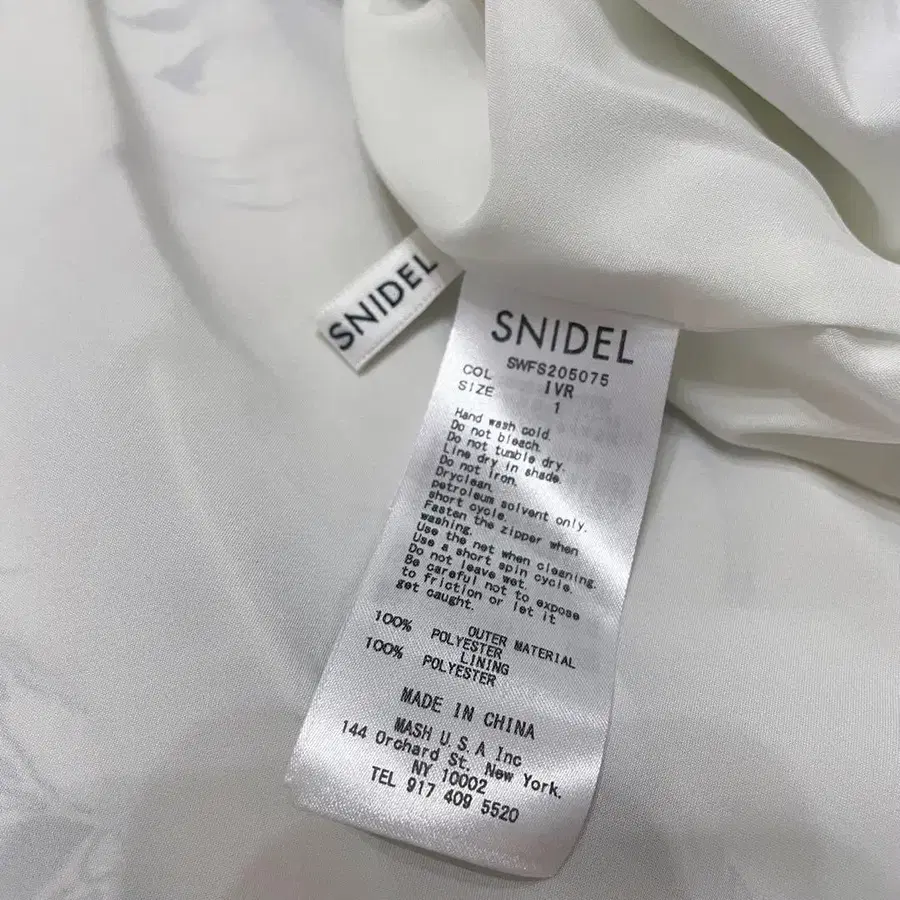 SNIDEL
SNIDEL
SWFS205075
COL IVR
SIZE 1
Hand wash cold.
Do not bleach.
Do not tumble dry.
Line dry in shade.
Do not Iron.
Dryclean.
petroleum solvent only.
short cycle.
Fasten the zipper when
washing.
Use the net when cleaning.
Use a short spin cycle.
Do not leave wet.
Be careful not to expose
to friction or let it
get caught.
OUTER MATERIAL
100% POLYESTER
LINING
100% POLYESTER
MADE IN CHINA
MASH U.S.A Inc
144 Orchard St. New York.
NY 10002
TEL 917 409 5520